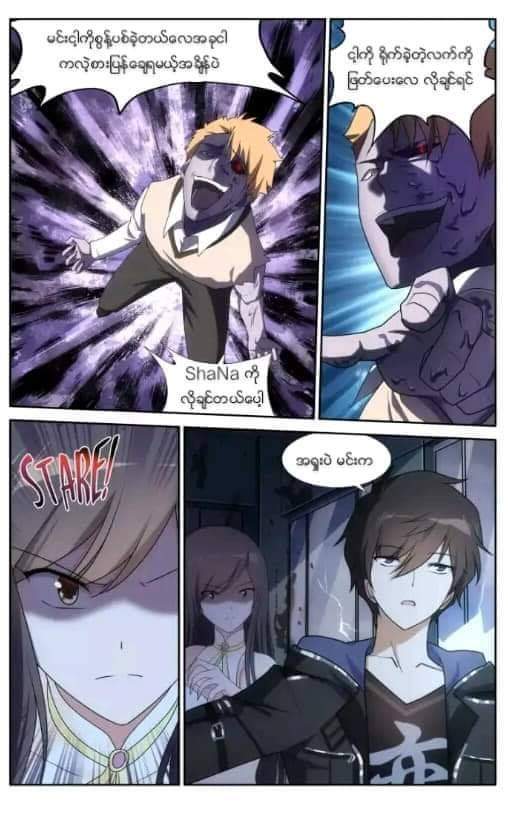 မင်းငါ့ကိုစွန့်ပစ်ခဲ့တယ်လေအခုငါ
ကလဲ့စားပြန်ချေရမယ့်အချိန်ပဲ
ငါ့ကို ရိုက်ခဲ့တဲ့လက်ကို
ဖြတ်ပေးလေ လိုချင်ရင်
ShaNa ကို
လိုချင်တယ်ပေါ့
STARE!
အရူးပဲ မင်းက
亦